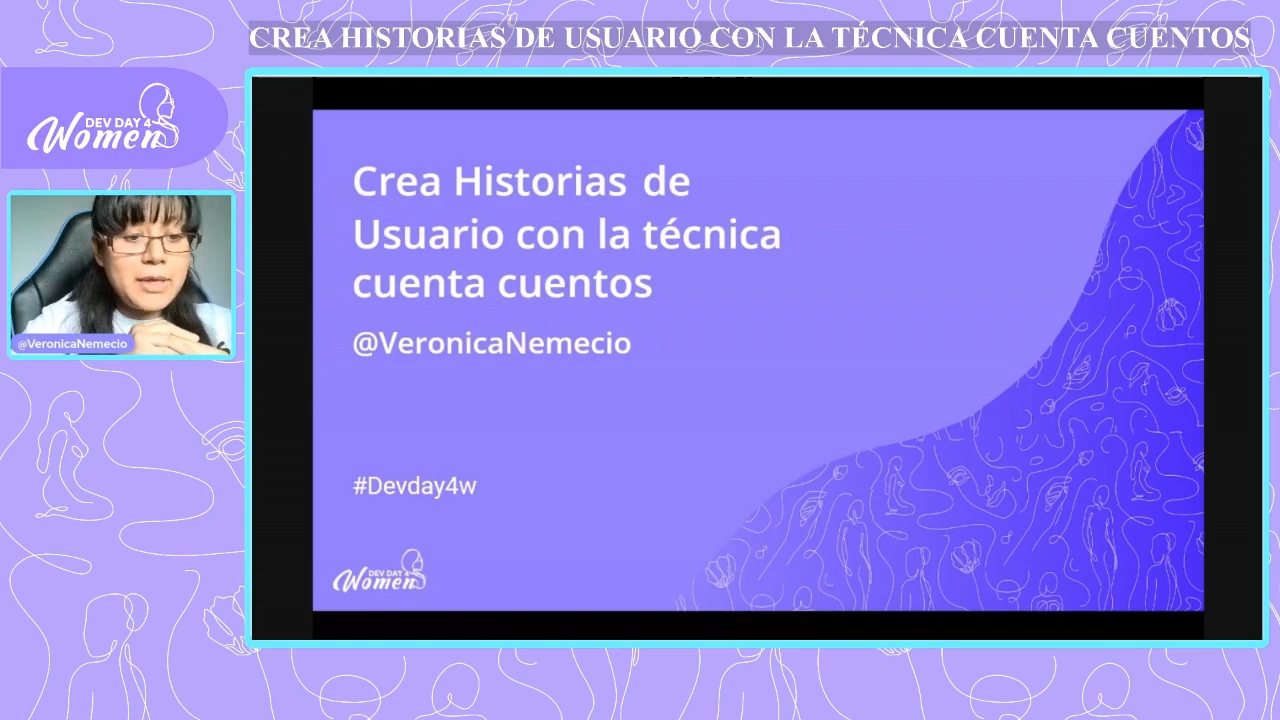 CREA HISTORIAS DE USUARIO CON LA TÉCNICA CUENTA CUENTOS
DEV DAY 4
Women
@VeronicaNemecio
Crea Historias de
Usuario con la técnica
cuenta cuentos
@VeronicaNemecio
#Devday4w
DEV DAY 4
Women